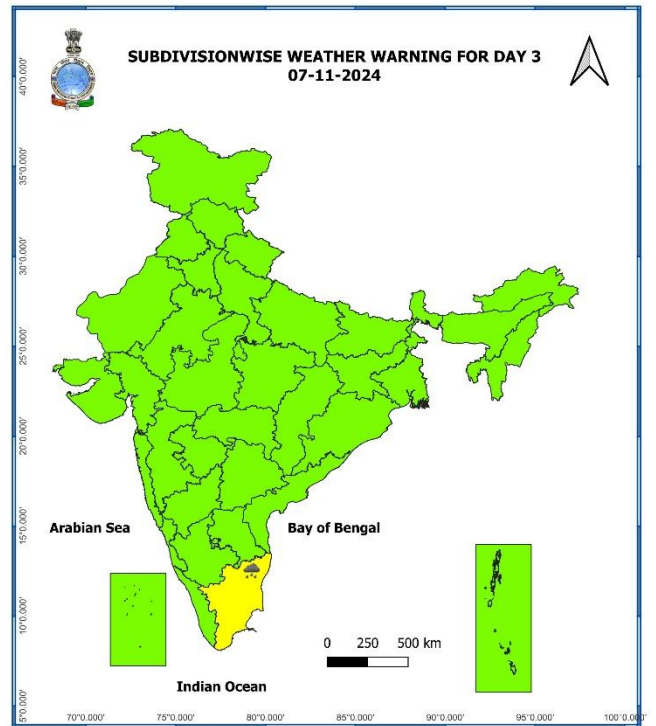 SUBDIVISIONWISE WEATHER WARNING FOR DAY 3
07-11-2024
40°0.000'
35°0.000'
30°0.000'
25°0.000'
20°0.000'
15°0.000'
10°0.000'
5°0.000'
Arabian Sea
Bay of Bengal
0 250 500 km
Indian Ocean
70°0.000' 75°0.000' 80°0.000' 85°0.000' 90°0.000' 95°0.000' 100°0.000'